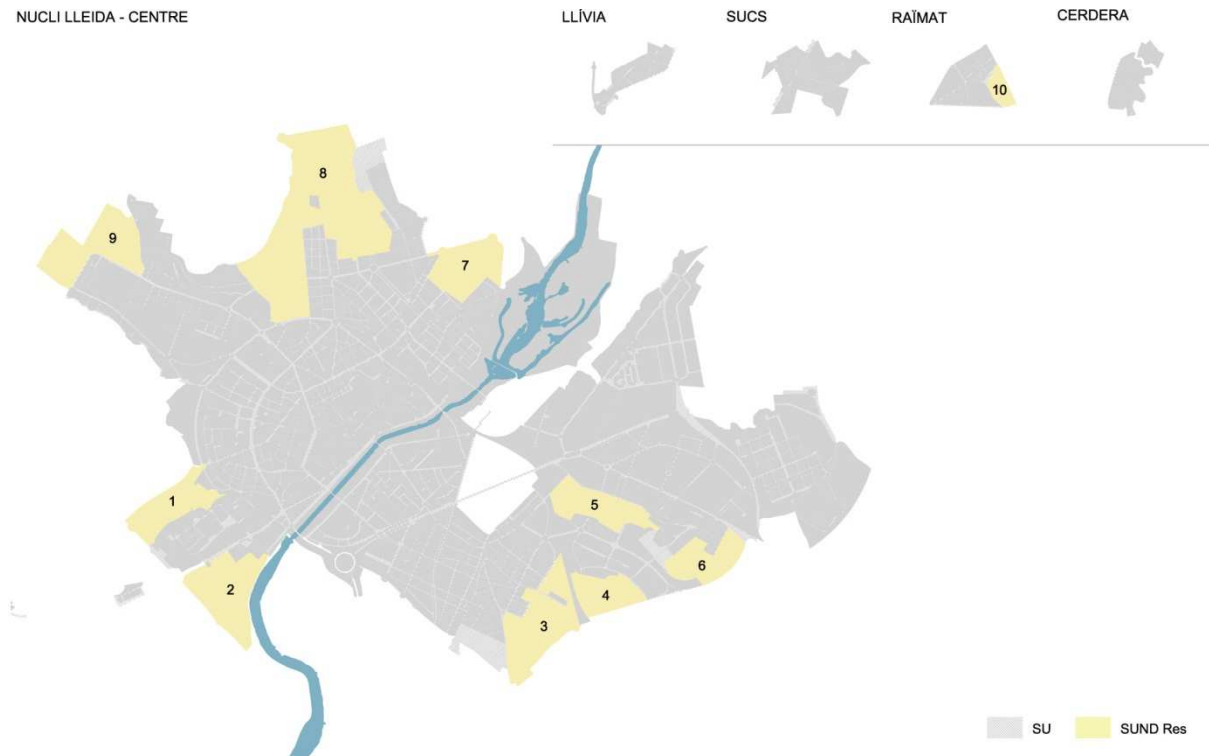 NUCLI LLEIDA - CENTRE
LLÍVIA
SUCS
RAÏMAT
CERDERA
10
8
9
7
1
5
6
2
4
3
SU
SUND Res